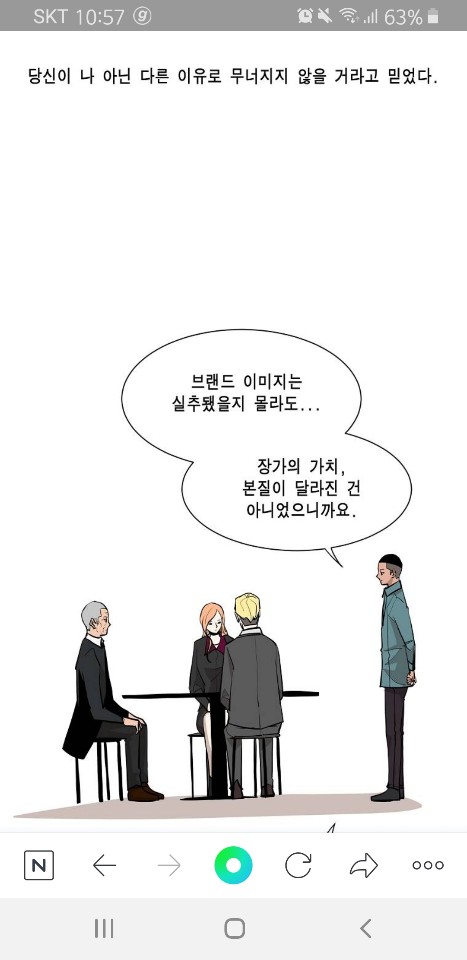 SKT 10:57 g 63%
당신이 나 아닌 다른 이유로 무너지지 않을 거라고 믿었다.
브랜드 이미지는
실추됐을지 몰라도...
장가의 가치,
본질이 달라진 건
아니었으니까요.
N